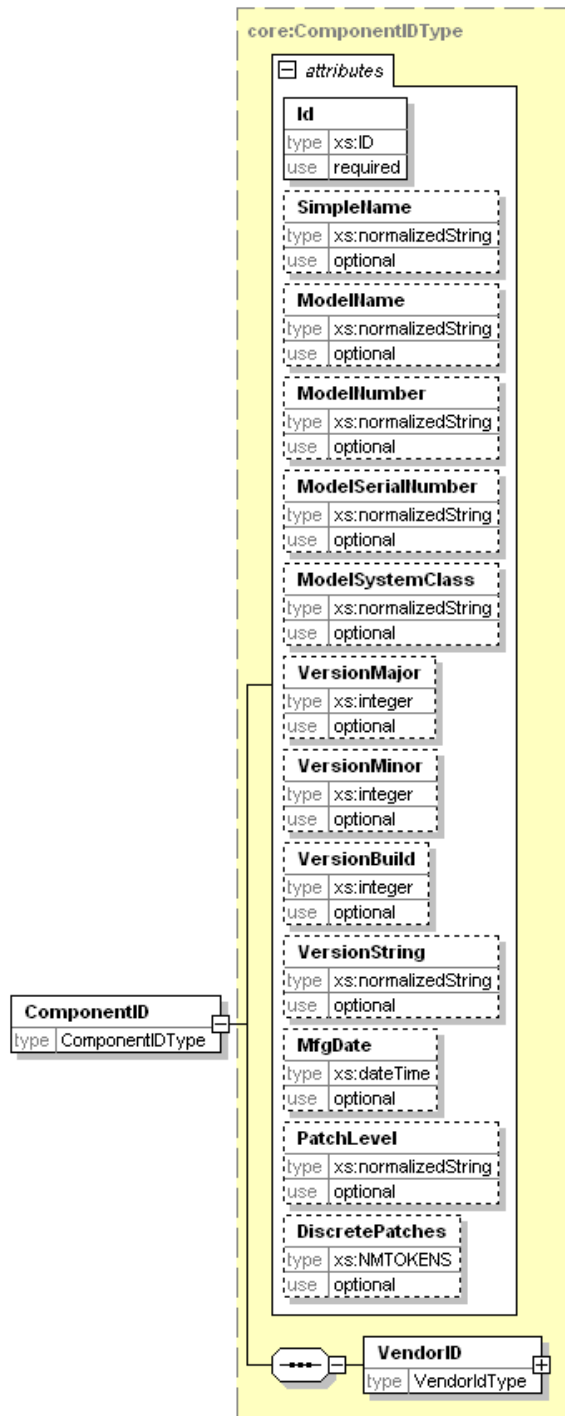 core:ComponentIDType
attributes
Id
type xs:ID
use required
SimpleName
type xs:normalizedString
use optional
ModelName
type xs:normalizedString
use optional
ModelNumber
type xs:normalizedString
use optional
ModelSerialNumber
type xs:normalizedString
use optional
ModelSystemClass
type xs:normalizedString
use optional
VersionMajor
type xs:integer
use optional
VersionMinor
type xs:integer
use optional
VersionBuild
type xs:integer
use optional
VersionString
type xs:normalizedString
use optional
ComponentID
type ComponentIDType
MfgDate
type xs:dateTime
use optional
PatchLevel
type xs:normalizedString
use optional
DiscretePatches
type xs:NMTOKENS
use optional
VendorID
type VendorIdType